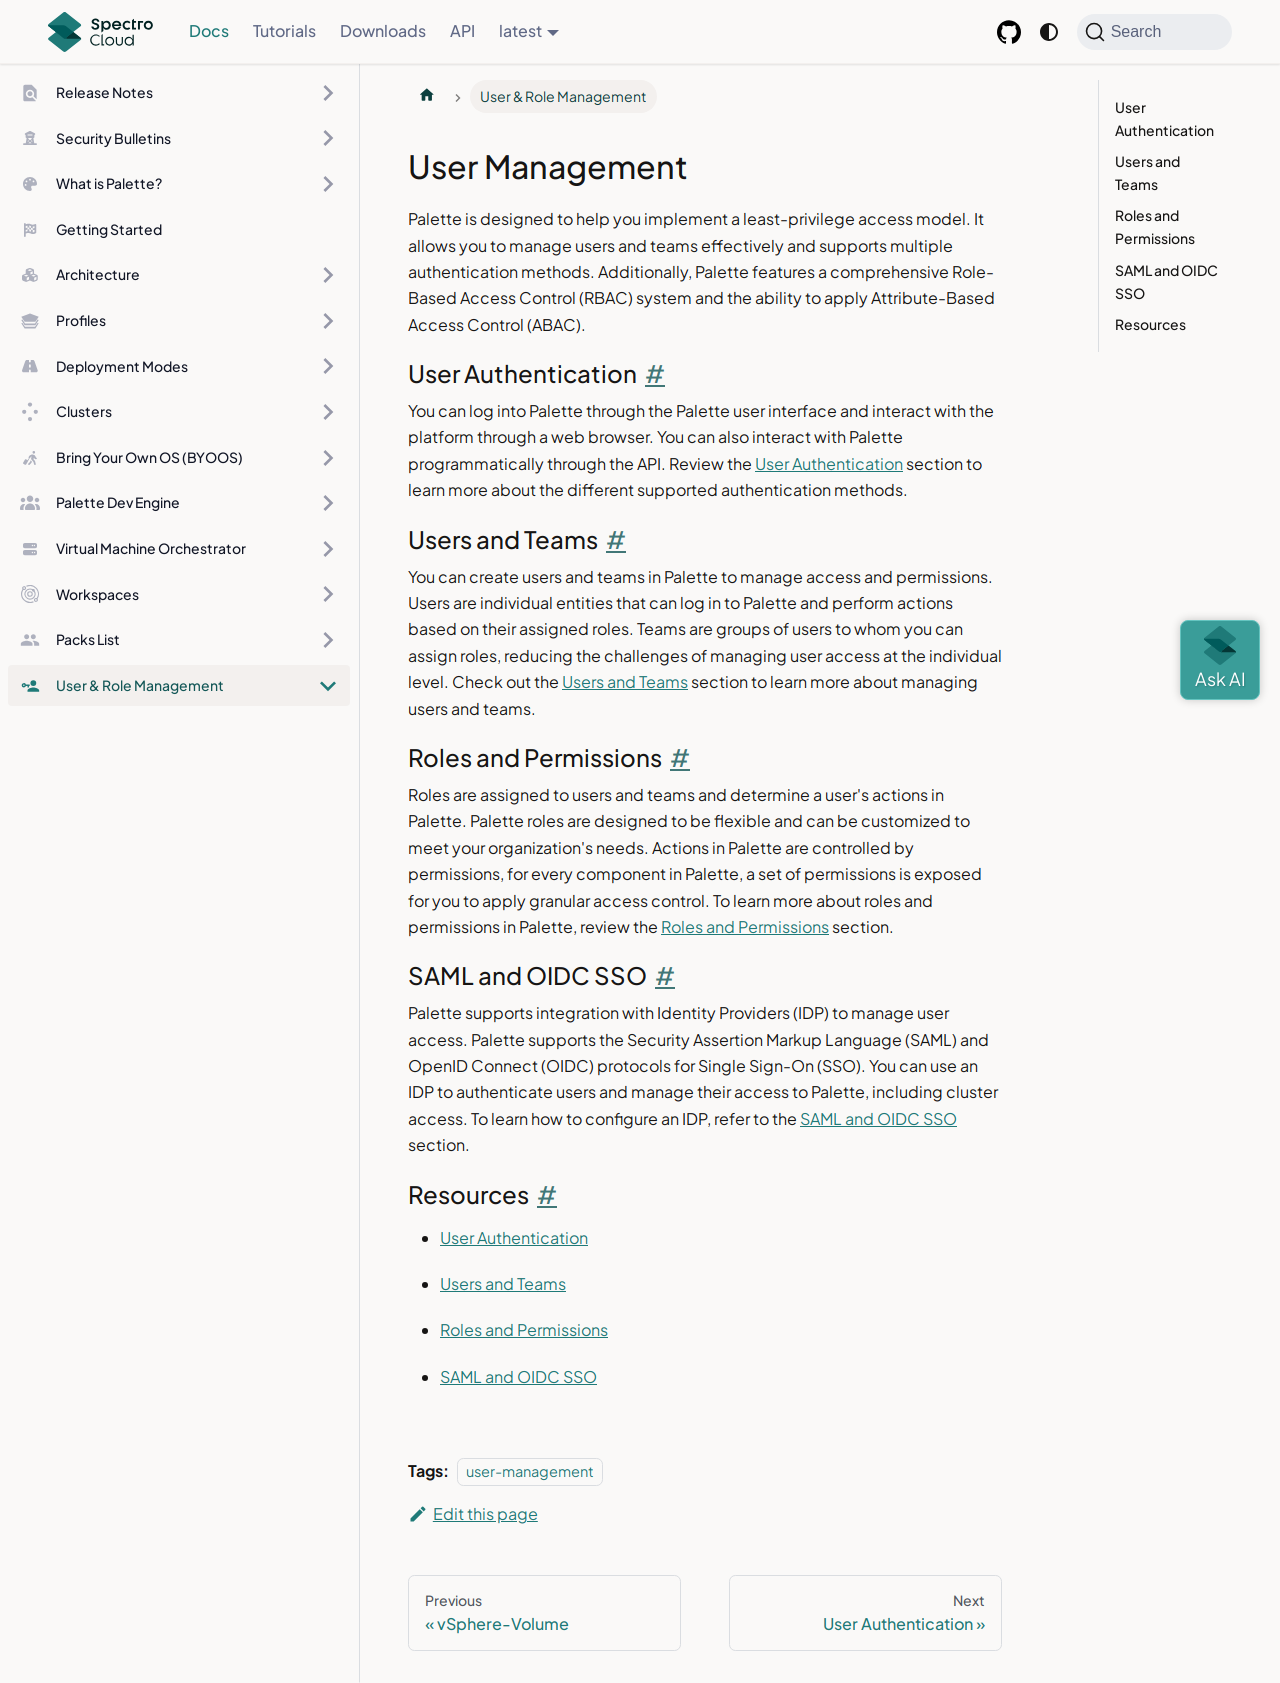 Spectro
Cloud
Docs
Tutorials
Downloads
API
latest
Search
Release Notes
Security Bulletins
What is Palette?
Getting Started
Architecture
Profiles
Deployment Modes
Clusters
Bring Your Own OS (BYOOS)
Palette Dev Engine
Virtual Machine Orchestrator
Workspaces
Packs List
User & Role Management
User & Role Management
User Management
Palette is designed to help you implement a least-privilege access model. It
allows you to manage users and teams effectively and supports multiple
authentication methods. Additionally, Palette features a comprehensive Role-
Based Access Control (RBAC) system and the ability to apply Attribute-Based
Access Control (ABAC).
User Authentication #
You can log into Palette through the Palette user interface and interact with the
platform through a web browser. You can also interact with Palette
programmatically through the API. Review the User Authentication section to
learn more about the different supported authentication methods.
Users and Teams #
You can create users and teams in Palette to manage access and permissions.
Users are individual entities that can log in to Palette and perform actions
based on their assigned roles. Teams are groups of users to whom you can
assign roles, reducing the challenges of managing user access at the individual
level. Check out the Users and Teams section to learn more about managing
users and teams.
Roles and Permissions #
Roles are assigned to users and teams and determine a user's actions in
Palette. Palette roles are designed to be flexible and can be customized to
meet your organization's needs. Actions in Palette are controlled by
permissions, for every component in Palette, a set of permissions is exposed
for you to apply granular access control. To learn more about roles and
permissions in Palette, review the Roles and Permissions section.
SAML and OIDC SSO #
Palette supports integration with Identity Providers (IDP) to manage user
access. Palette supports the Security Assertion Markup Language (SAML) and
OpenID Connect (OIDC) protocols for Single Sign-On (SSO). You can use an
IDP to authenticate users and manage their access to Palette, including cluster
access. To learn how to configure an IDP, refer to the SAML and OIDC SSO
section.
Resources #
• User Authentication
• Users and Teams
• Roles and Permissions
• SAML and OIDC SSO
Tags: user-management
Edit this page
Previous
« vSphere-Volume
Next
User Authentication »
User
Authentication
Users and
Teams
Roles and
Permissions
SAML and OIDC
SSO
Resources
Ask AI